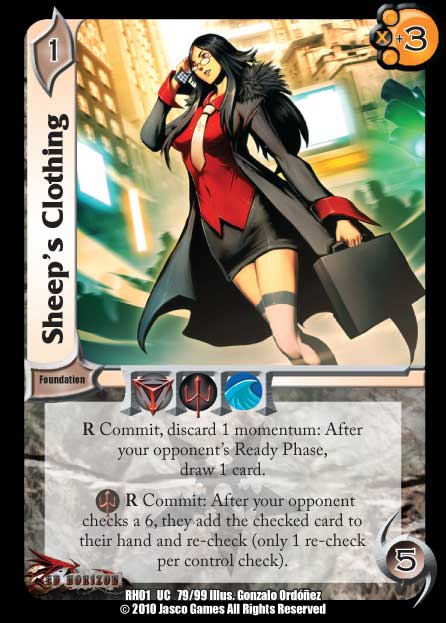 1
X +3
Sheep's Clothing
Foundation
R Commit, discard 1 momentum: After
your opponent's Ready Phase,
draw 1 card.
R Commit: After your opponent
checks a 6, they add the checked card to
their hand and re-check (only 1 re-check
per control check).
5
RED HORIZON
RH01 UC 79/99 Illus. Gonzalo Ordóñez
© 2010 Jasco Games All Rights Reserved